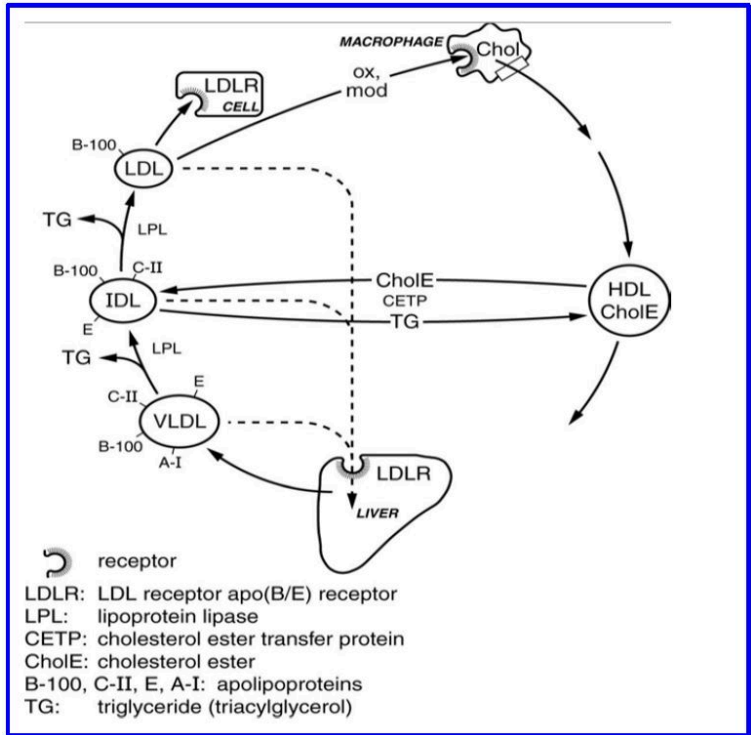 MACROPHAGE
Chol
ox,
mod
LDLR
CELL
B-100
LDL
TG
LPL
B-100
C-II
IDL
E
CholE
CETP
TG
HDL
CholE
TG
LPL
E
C-II
VLDL
B-100
A-I
LDLR
LIVER
receptor
LDLR: LDL receptor apo(B/E) receptor
LPL: lipoprotein lipase
CETP: cholesterol ester transfer protein
CholE: cholesterol ester
B-100, C-II, E, A-I: apolipoproteins
TG: triglyceride (triacylglycerol)